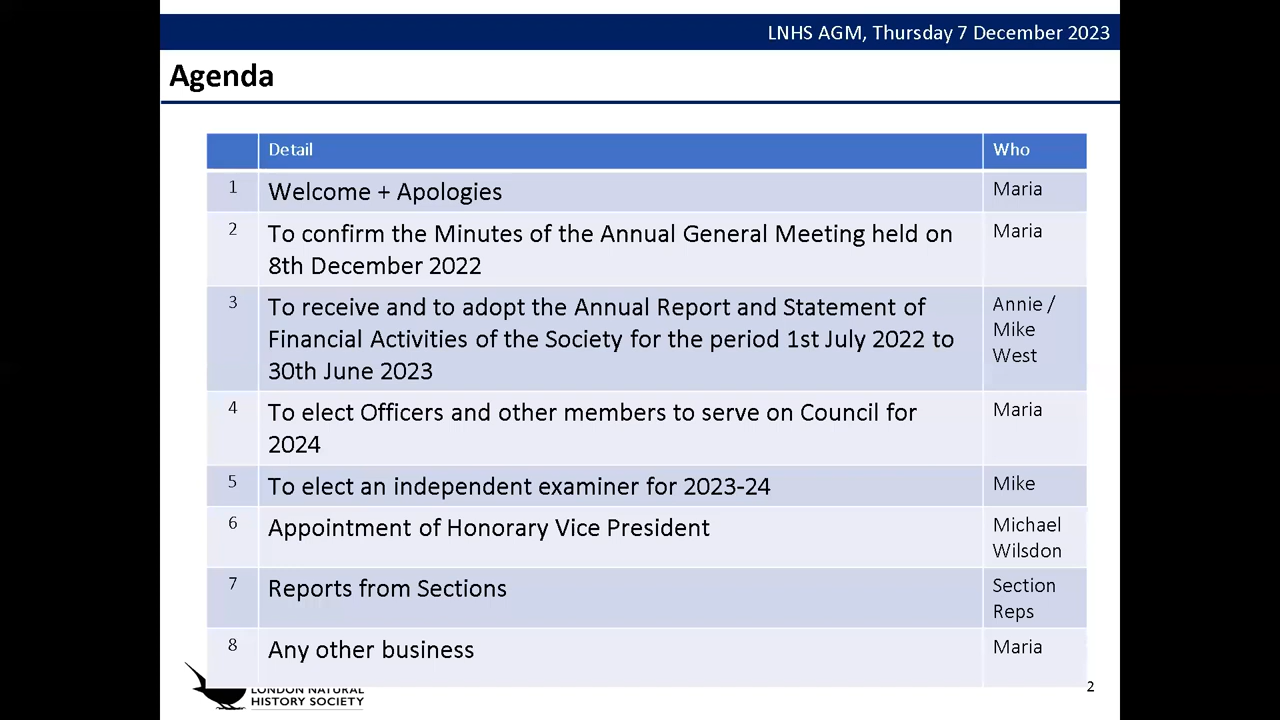 LNHS AGM, Thursday 7 December 2023
Agenda
Detail Who
1 Welcome + Apologies Maria
2 To confirm the Minutes of the Annual General Meeting held on Maria
8th December 2022
3 To receive and to adopt the Annual Report and Statement of Annie /
Financial Activities of the Society for the period 1st July 2022 to Mike
30th June 2023 West
4 To elect Officers and other members to serve on Council for Maria
2024
5 To elect an independent examiner for 2023-24 Mike
6 Appointment of Honorary Vice President Michael
Wilsdon
7 Reports from Sections Section
Reps
8 Any other business Maria
LONDON NATURAL
HISTORY SOCIETY
2